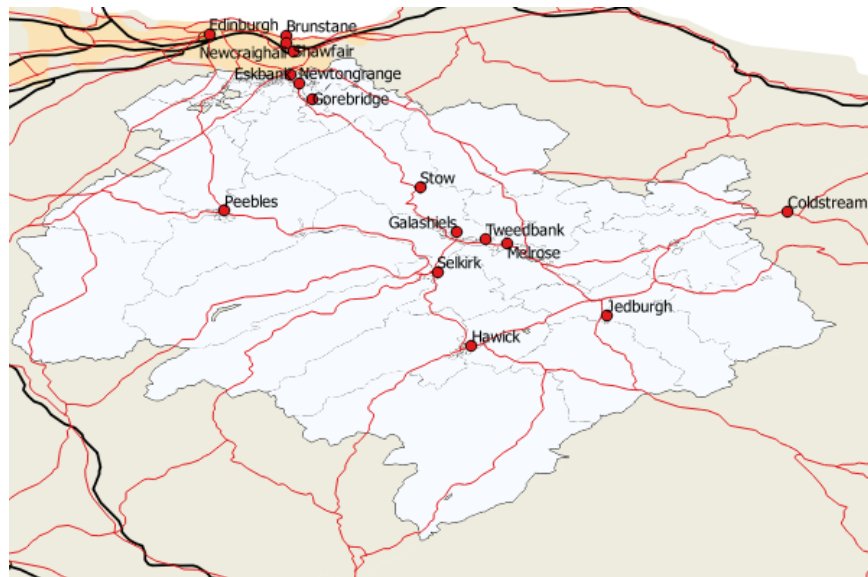 Edinburgh
Brunstane
Newcraighall
Shawfair
Eskbank
Newtongrange
Gorebridge
Stow
Peebles
Coldstream
Galashiels
Tweedbank
Melrose
Selkirk
Jedburgh
Hawick